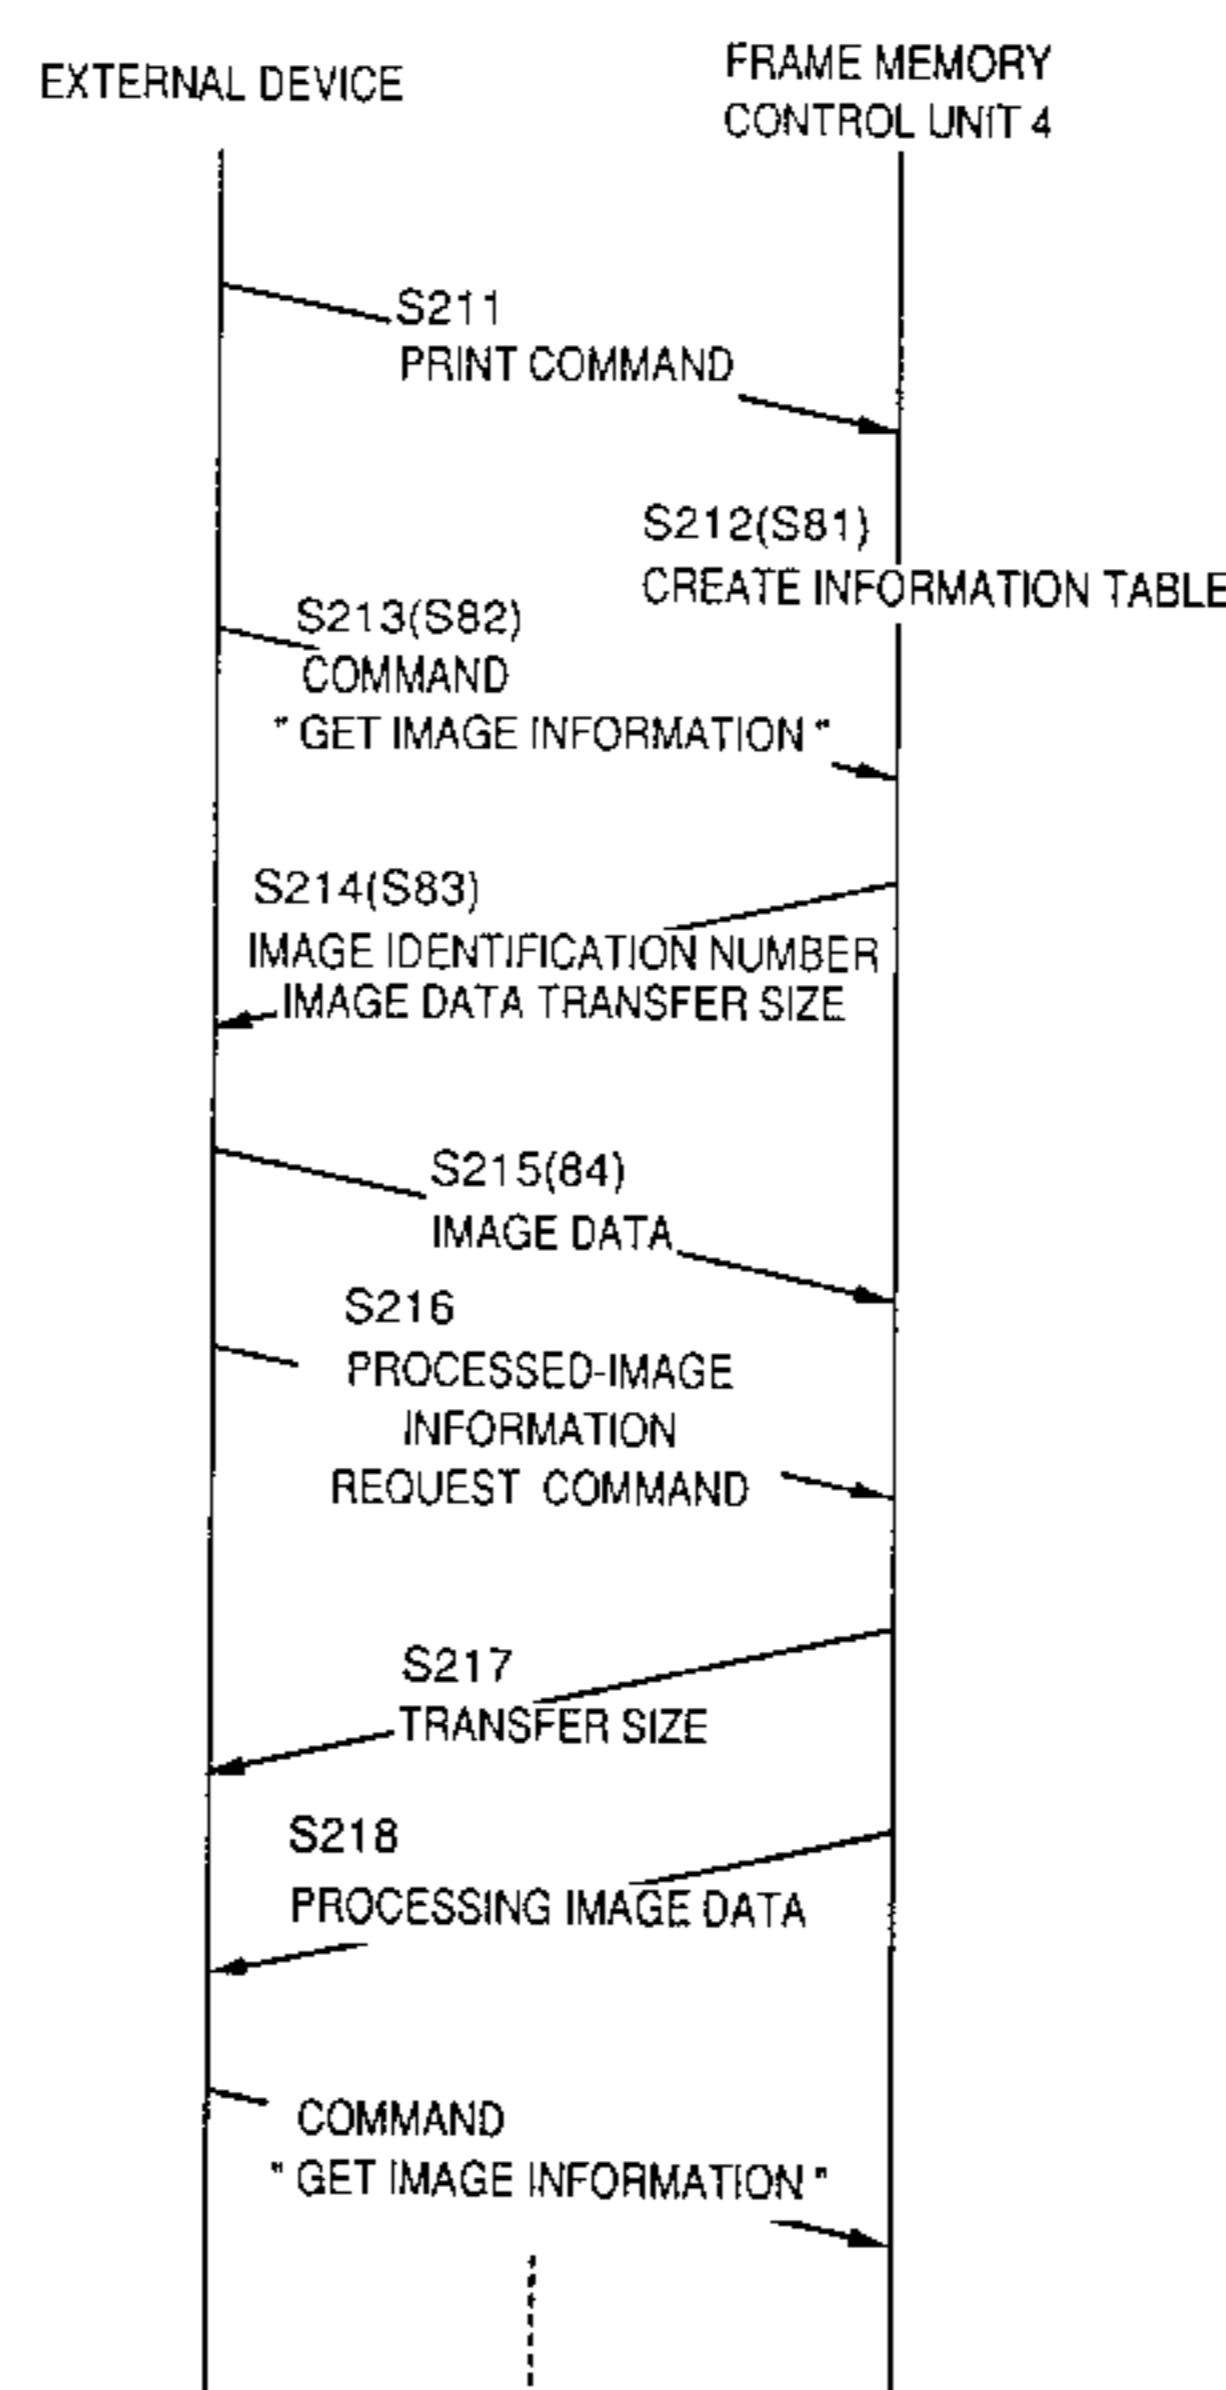 EXTERNAL DEVICE
FRAME MEMORY
CONTROL UNIT 4
S211
PRINT COMMAND
S212(S81)
CREATE INFORMATION TABLE
S213(S82)
COMMAND
" GET IMAGE INFORMATION "
S214(S83)
IMAGE IDENTIFICATION NUMBER
IMAGE DATA TRANSFER SIZE
S215(84)
IMAGE DATA
S216
PROCESSED-IMAGE
INFORMATION
REQUEST COMMAND
S217
TRANSFER SIZE
S218
PROCESSING IMAGE DATA
COMMAND
" GET IMAGE INFORMATION "